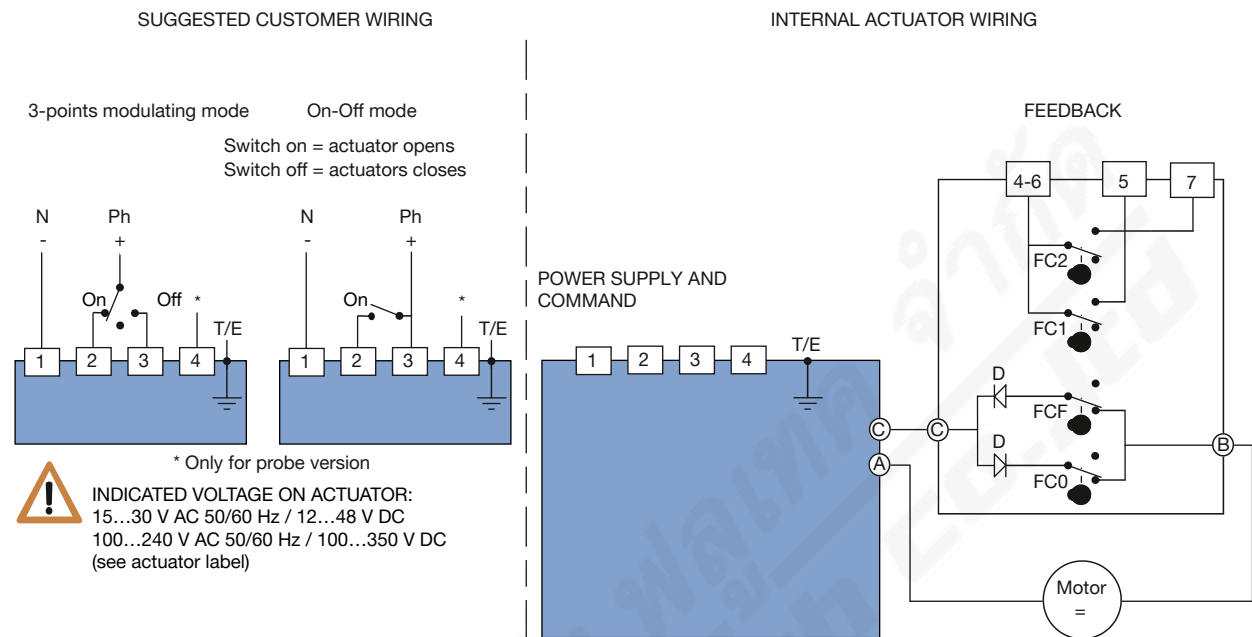 SUGGESTED CUSTOMER WIRING
INTERNAL ACTUATOR WIRING
3-points modulating mode
On-Off mode
Switch on = actuator opens
Switch off = actuators closes
N
Ph
-
+
On
Off
*
T/E
1
2
3
4
N
Ph
-
+
On
*
T/E
1
2
3
4
* Only for probe version
INDICATED VOLTAGE ON ACTUATOR:
15...30 V AC 50/60 Hz / 12...48 V DC
100...240 V AC 50/60 Hz / 100...350 V DC
(see actuator label)
POWER SUPPLY AND
COMMAND
1
2
3
4
T/E
C
A
FEEDBACK
4-6
5
7
FC2
FC1
D
FCF
D
FC0
C
B
Motor
=